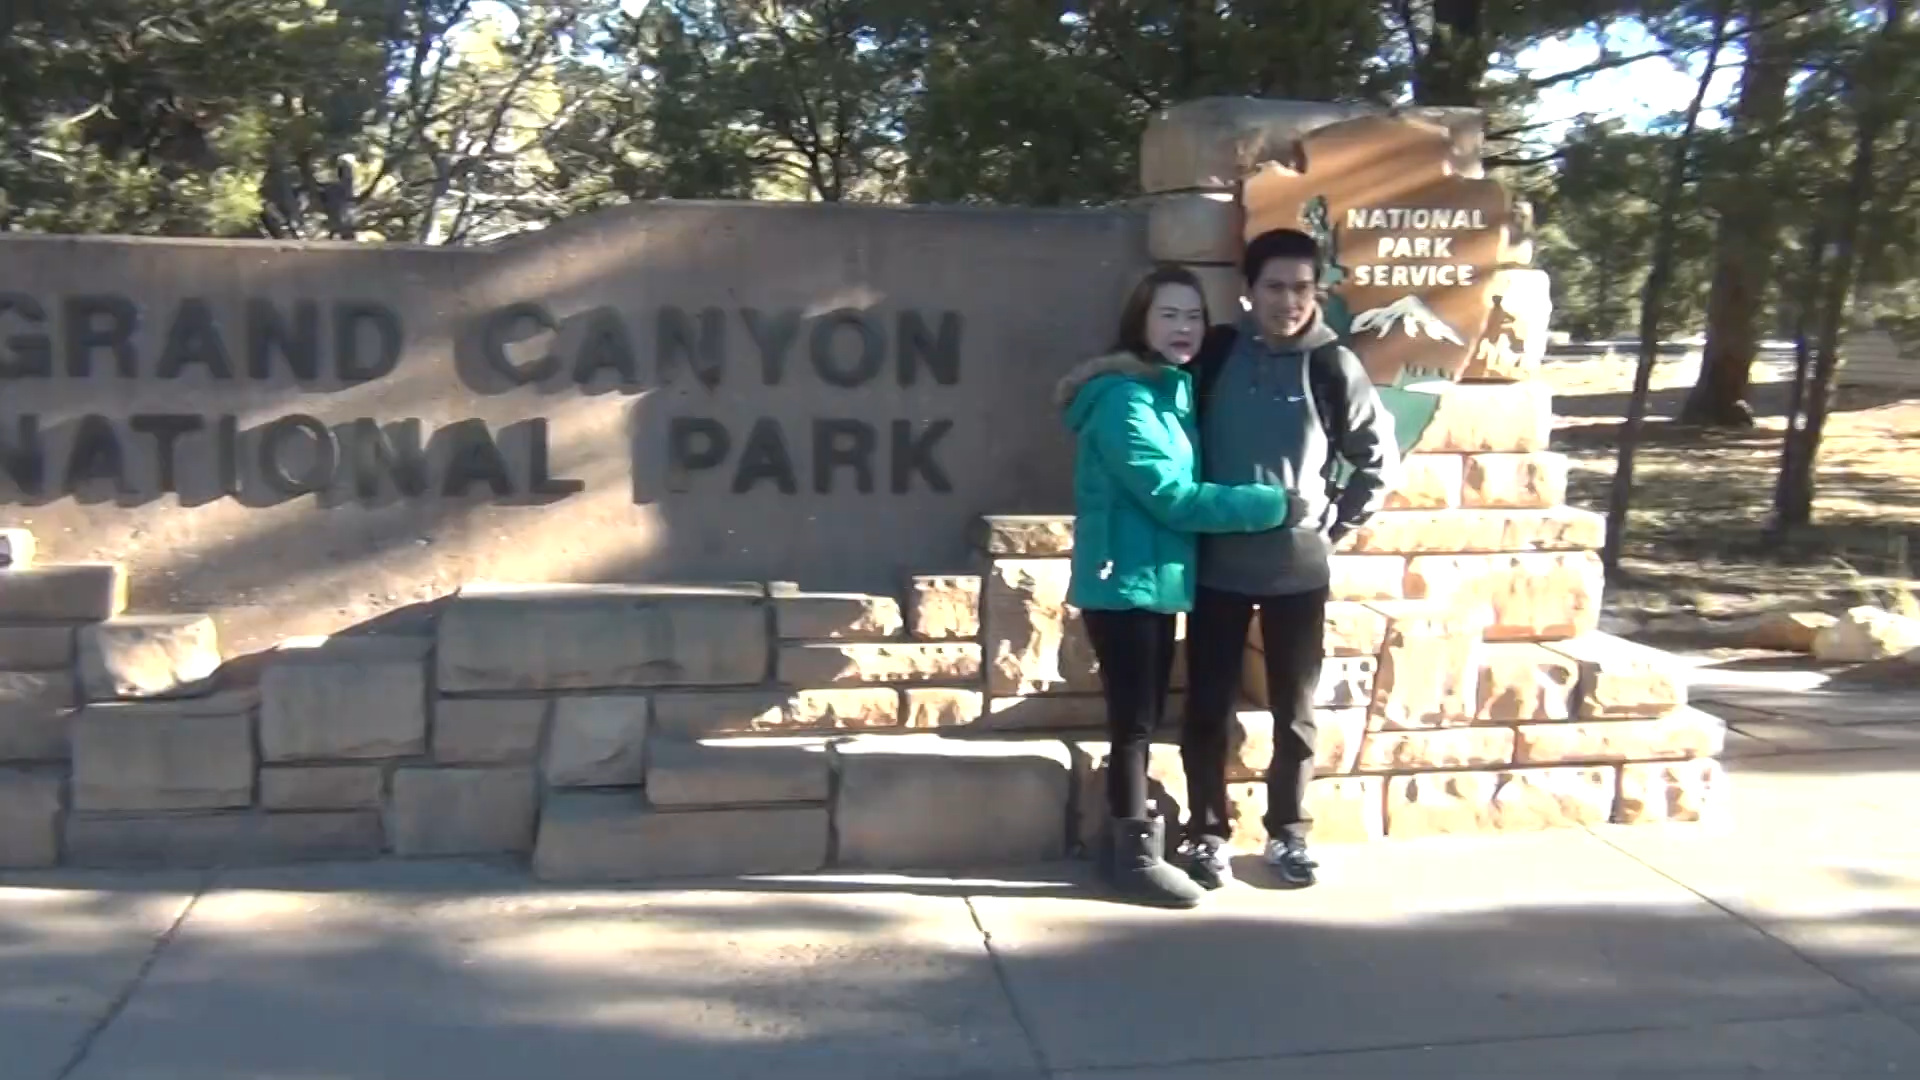 GRAND CANYON
NATIONAL PARK
NATIONAL
PARK
SERVICE